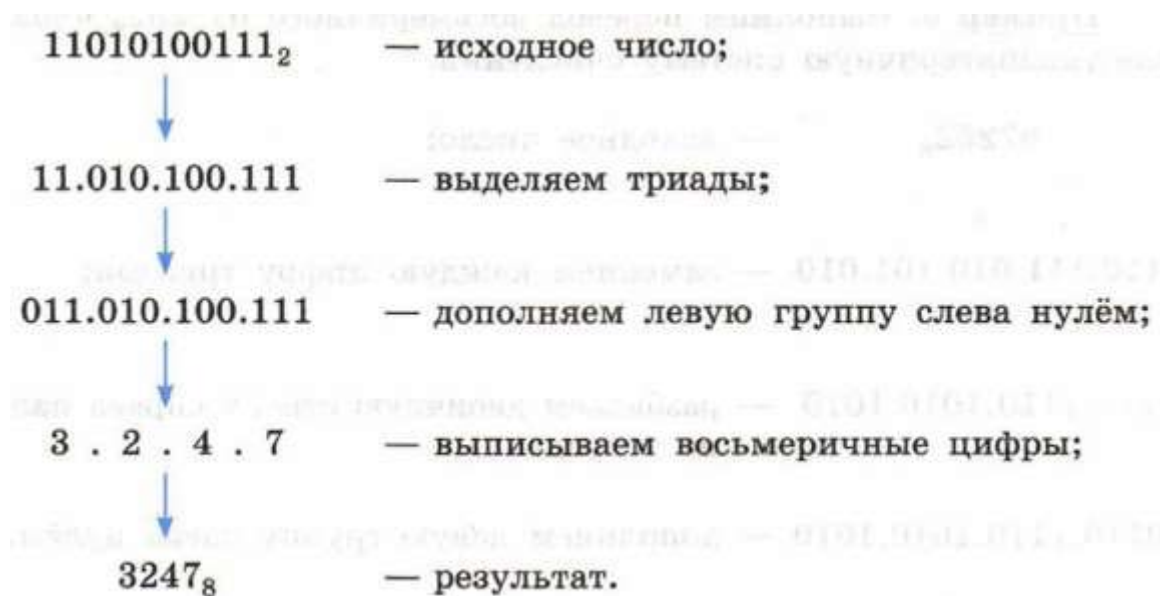 11010100111₂ — исходное число;
11.010.100.111 — выделяем триады;
011.010.100.111 — дополняем левую группу слева нулём;
3 . 2 . 4 . 7 — выписываем восьмеричные цифры;
3247₈ — результат.